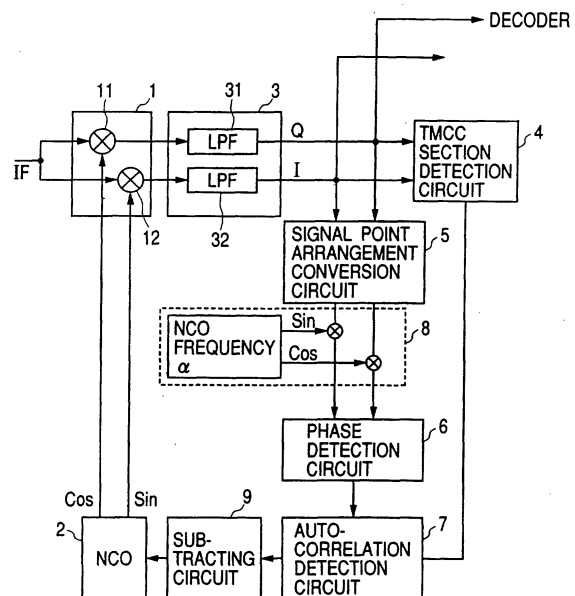 DECODER
1
11
31
3
Q
4
LPF
TMCC
SECTION
DETECTION
CIRCUIT
IF
I
LPF
12
32
5
SIGNAL POINT
ARRANGEMENT
CONVERSION
CIRCUIT
8
NCO
FREQUENCY
α
Sin
Cos
6
PHASE
DETECTION
CIRCUIT
Cos
Sin
9
7
2
NCO
SUB-
TRACTING
CIRCUIT
AUTO-
CORRELATION
DETECTION
CIRCUIT